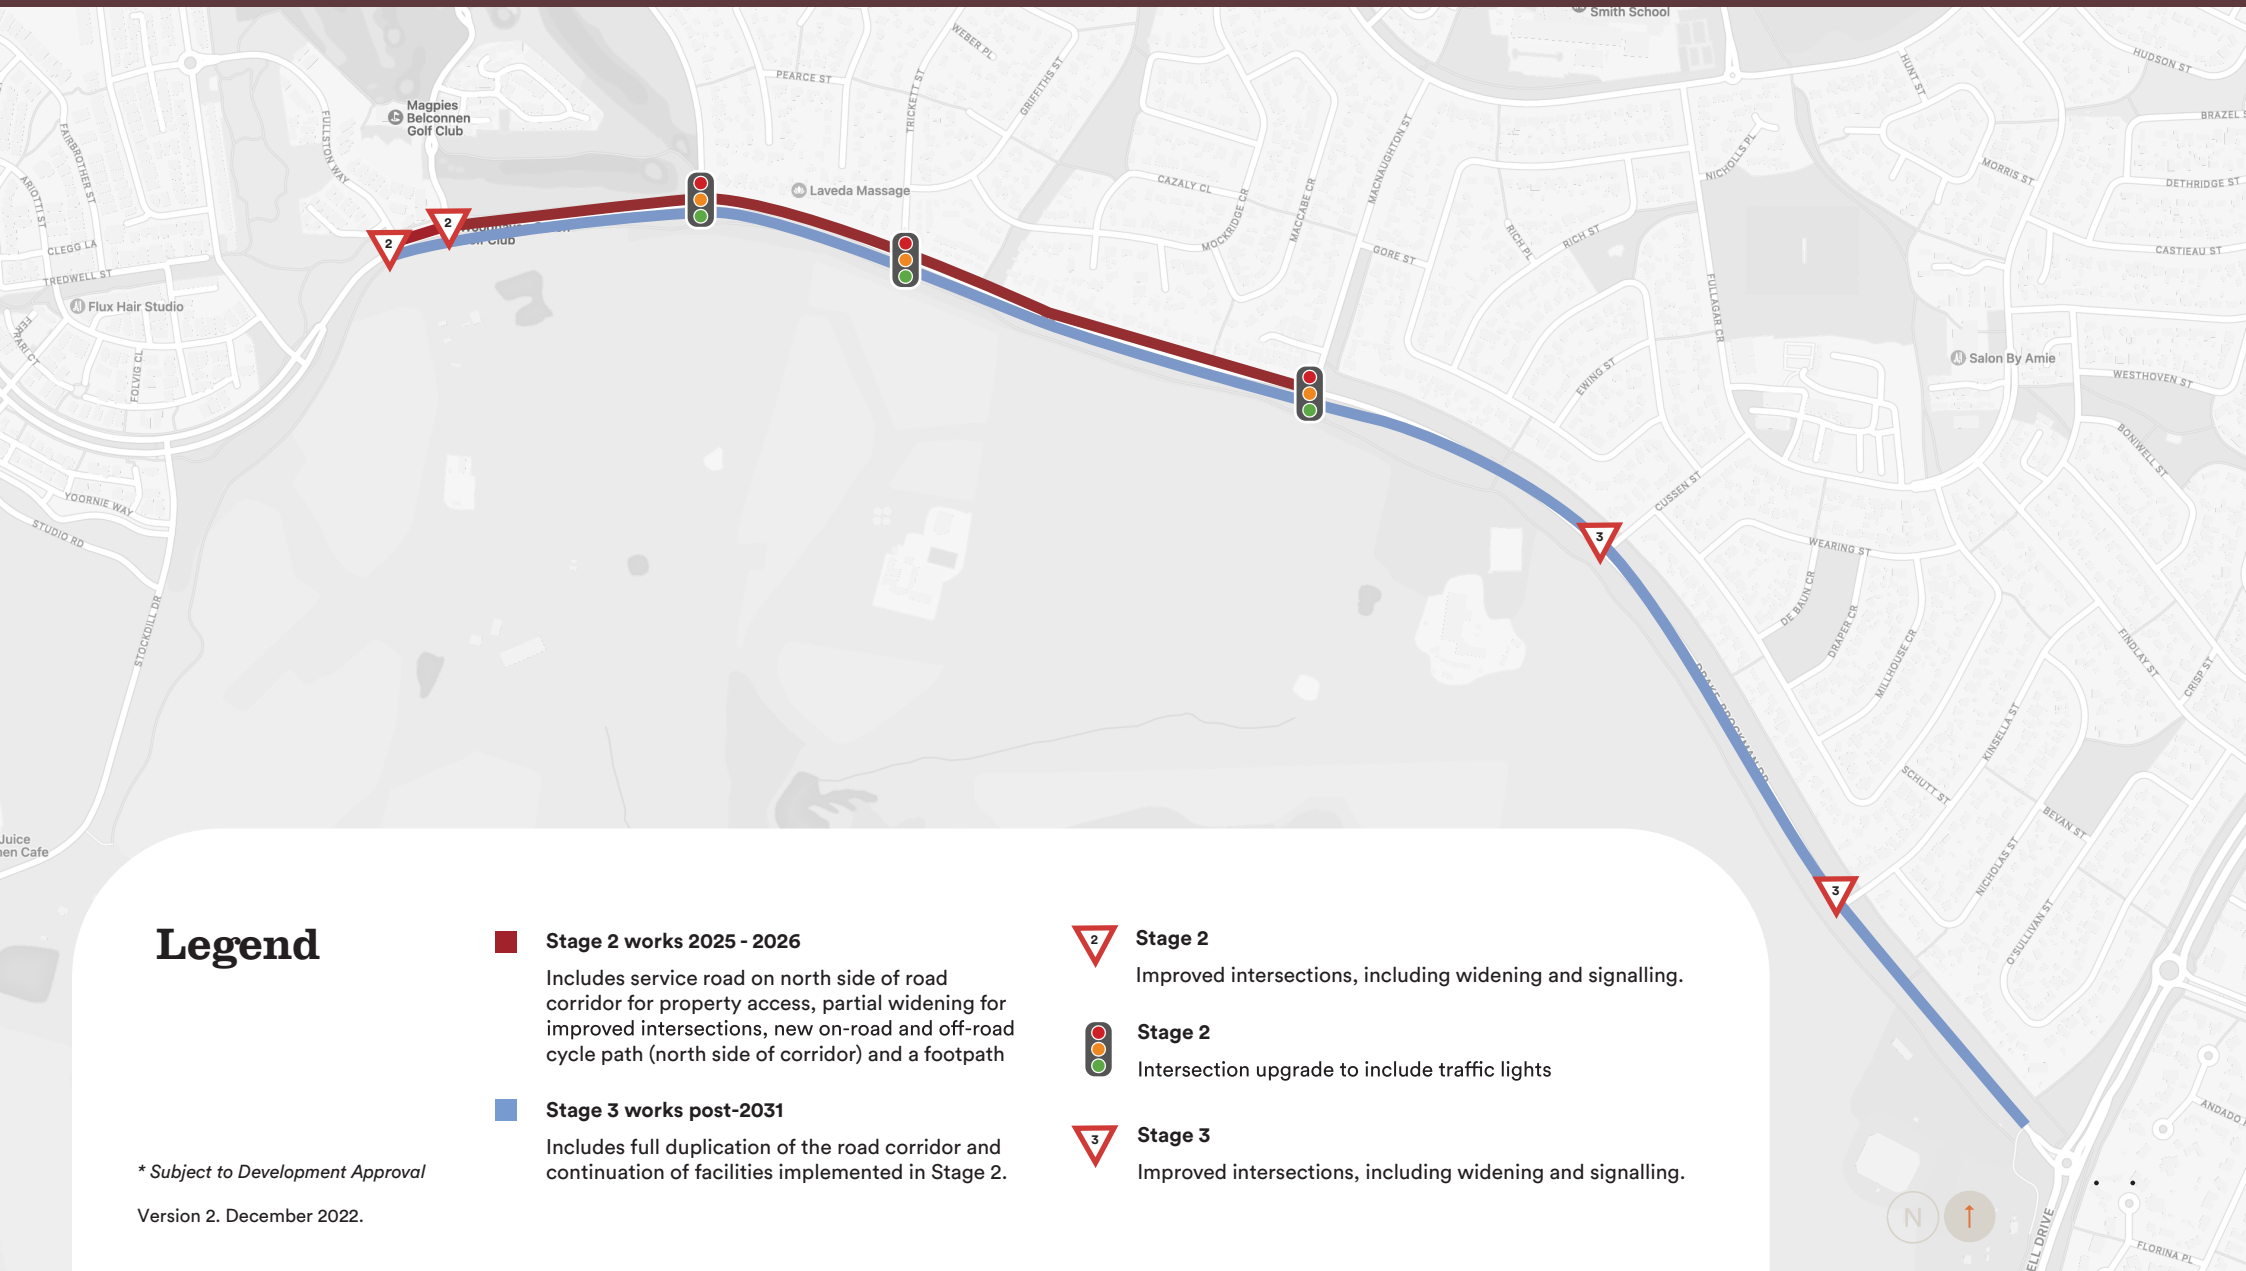 Smith School
WEBER PL
PEARCE ST
TRICKETT ST
GRIFFITHS ST
HUNT ST
HUDSON ST
BRAZEL
Magpies
Belconnen
Golf Club
FULLSTON WAY
FAIRBROTHER ST
ARIOTTI ST
MACNAUGHTON ST
NICHOLLS PL
MORRIS ST
DETHRIDGE ST
Laveda Massage
CAZALY CL
MOCKRIDGE CR
MACCABE CR
2
2
Club
CLEGG LA
TREDWELL ST
GORE ST
RICH PL
RICH ST
CASTIEAU ST
Flux Hair Studio
FERRARI CT
FOLVIG CL
FULLAGAR CR
Salon By Amie
EWING ST
WESTHOVEN ST
BONIWELL ST
YOORNIE WAY
STUDIO RD
CUSSEN ST
3
WEARING ST
STOCKDILL DR
DE BAUN CR
DRAPER CR
MILLHOUSE CR
FINDLAY ST
CRISP ST
DRAKE BROCKMAN DR
KINSELLA ST
SCHUTT ST
BEVAN ST
NICHOLAS ST
O'SULLIVAN ST
3
Juice
en Cafe
Legend
Stage 2 works 2025 - 2026
Includes service road on north side of road
corridor for property access, partial widening for
improved intersections, new on-road and off-road
cycle path (north side of corridor) and a footpath
Stage 3 works post-2031
Includes full duplication of the road corridor and
continuation of facilities implemented in Stage 2.
2
Stage 2
Improved intersections, including widening and signalling.
Stage 2
Intersection upgrade to include traffic lights
3
Stage 3
Improved intersections, including widening and signalling.
* Subject to Development Approval
Version 2. December 2022.
ANDADO
N
ELL DRIVE
FLORINA PL